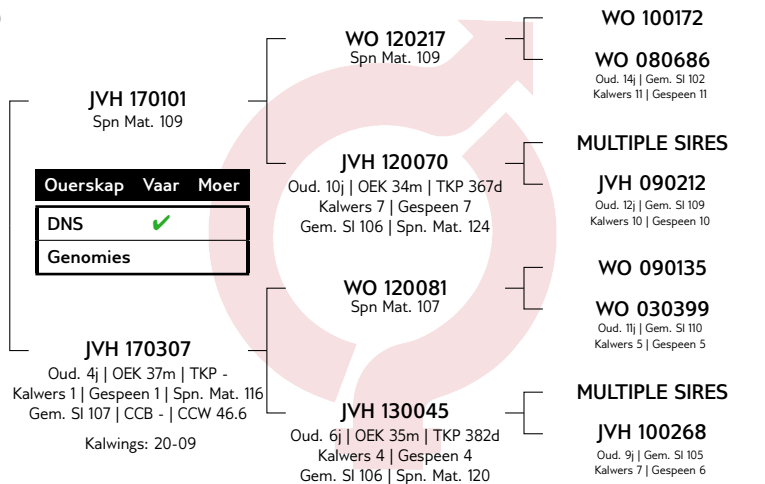 WO 100172
WO 120217
Spn Mat. 109
WO 080686
Oud. 14j | Gem. SI 102
Kalwers 11 | Gespeen 11
JVH 170101
Spn Mat. 109
MULTIPLE SIRES
JVH 120070
Oud. 10j | OEK 34m | TKP 367d
Kalwers 7 | Gespeen 7
Gem. SI 106 | Spn. Mat. 124
JVH 090212
Oud. 12j | Gem. SI 109
Kalwers 10 | Gespeen 10
Ouerskap Vaar Moer
DNS ✔
Genomies
WO 090135
WO 120081
Spn Mat. 107
WO 030399
Oud. 11j | Gem. SI 110
Kalwers 5 | Gespeen 5
JVH 170307
Oud. 4j | OEK 37m | TKP -
Kalwers 1 | Gespeen 1 | Spn. Mat. 116
Gem. SI 107 | CCB - | CCW 46.6
Kalwings: 20-09
MULTIPLE SIRES
JVH 130045
Oud. 6j | OEK 35m | TKP 382d
Kalwers 4 | Gespeen 4
Gem. SI 106 | Spn. Mat. 120
JVH 100268
Oud. 9j | Gem. SI 105
Kalwers 7 | Gespeen 6